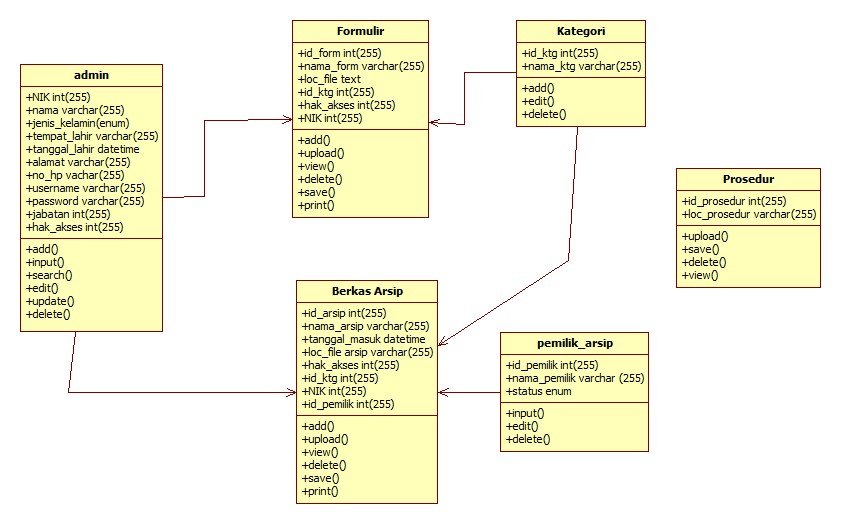 admin
+NIK int(255)
+nama varchar(255)
+jenis_kelamin(enum)
+tempat_lahir varchar(255)
+tanggal_lahir datetime
+alamat varchar(255)
+no_hp vachar(255)
+username varchar(255)
+password varchar(255)
+jabatan int(255)
+hak_akses int(255)
+add()
+input()
+search()
+edit()
+update()
+delete()
Formulir
+id_form int(255)
+nama_form varchar(255)
+loc_file text
+id_ktg int(255)
+hak_akses int(255)
+NIK int(255)
+add()
+upload()
+view()
+delete()
+save()
+print()
Kategori
+id_ktg int(255)
+nama_ktg varchar(255)
+add()
+edit()
+delete()
Prosedur
+id_prosedur int(255)
+loc_prosedur varchar(255)
+upload()
+save()
+delete()
+view()
Berkas Arsip
+id_arsip int(255)
+nama_arsip varchar(255)
+tanggal_masuk datetime
+loc_file arsip varchar(255)
+hak_akses int(255)
+id_ktg int(255)
+NIK int(255)
+id_pemilik int(255)
+add()
+upload()
+view()
+delete()
+save()
+print()
pemilik_arsip
+id_pemilik int(255)
+nama_pemilik varchar (255)
+status enum
+input()
+edit()
+delete()